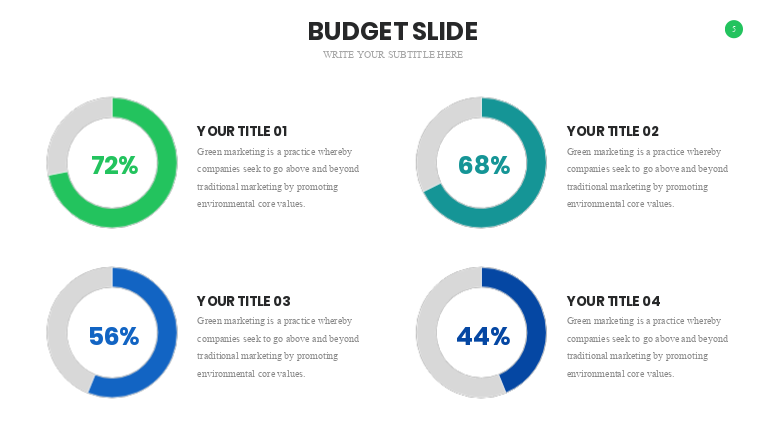 BUDGET SLIDE
WRITE YOUR SUBTITLE HERE
5
72%
YOUR TITLE 01
Green marketing is a practice whereby
companies seek to go above and beyond
traditional marketing by promoting
environmental core values.
68%
YOUR TITLE 02
Green marketing is a practice whereby
companies seek to go above and beyond
traditional marketing by promoting
environmental core values.
56%
YOUR TITLE 03
Green marketing is a practice whereby
companies seek to go above and beyond
traditional marketing by promoting
environmental core values.
44%
YOUR TITLE 04
Green marketing is a practice whereby
companies seek to go above and beyond
traditional marketing by promoting
environmental core values.